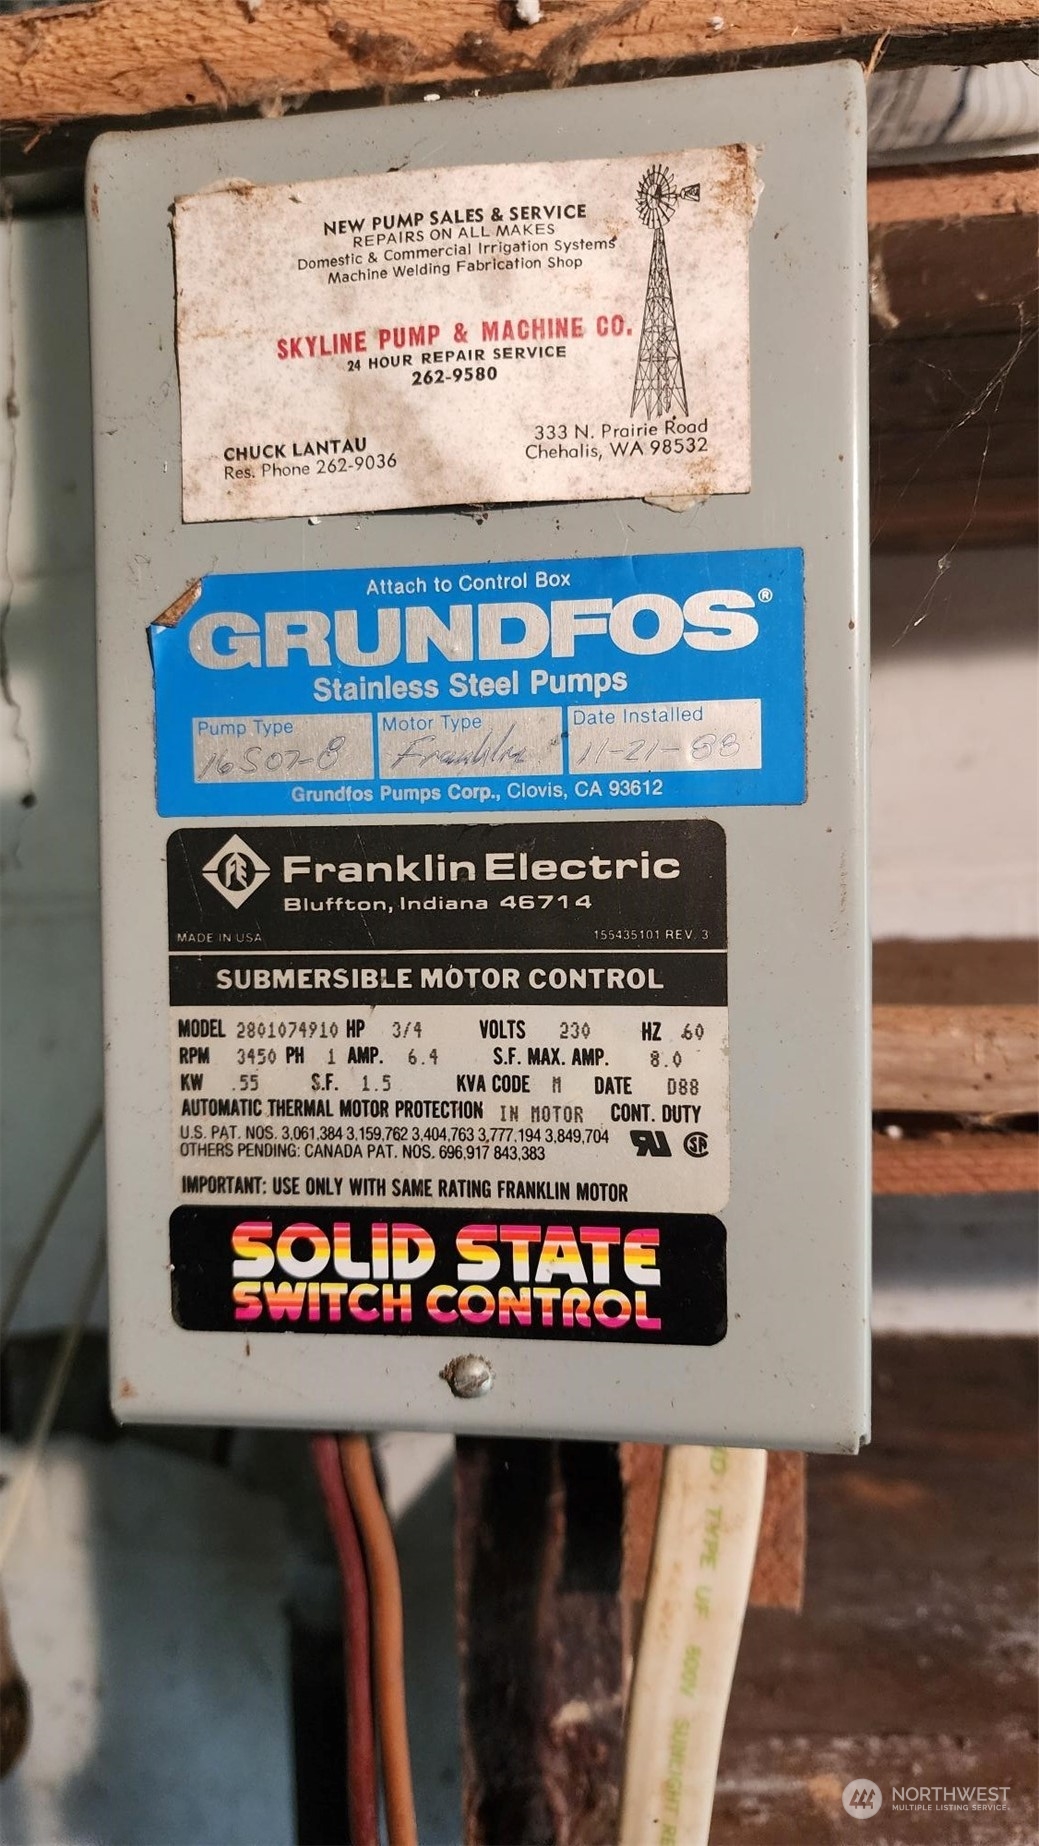 NEW PUMP SALES & SERVICE
REPAIRS ON ALL MAKES
Domestic & Commercial Irrigation Systems
Machine Welding Fabrication Shop
SKYLINE PUMP & MACHINE CO.
24 HOUR REPAIR SERVICE
262-9580
CHUCK LANTAU
Res. Phone 262-9036
333 N. Prairie Road
Chehalis, WA 98532
Attach to Control Box
GRUNDFOS®
Stainless Steel Pumps
Pump Type Motor Type Date Installed
16S07-8 Franklin 11-21-88
Grundfos Pumps Corp., Clovis, CA 93612
Franklin Electric
Bluffton, Indiana 46714
MADE IN USA 155435101 REV. 3
SUBMERSIBLE MOTOR CONTROL
MODEL 2801074910 HP 3/4 VOLTS 230 HZ 60
RPM 3450 PH 1 AMP. 6.4 S.F. MAX. AMP. 8.0
KW .55 S.F. 1.5 KVA CODE M DATE D88
AUTOMATIC THERMAL MOTOR PROTECTION IN MOTOR CONT. DUTY
U.S. PAT. NOS. 3,061,384 3,159,762 3,404,763 3,777,194 3,849,704
OTHERS PENDING: CANADA PAT. NOS. 696,917 843,383
IMPORTANT: USE ONLY WITH SAME RATING FRANKLIN MOTOR
SOLID STATE
SWITCH CONTROL
TYPE UF 600V SUNLIGHT RE
NORTHWEST
MULTIPLE LISTING SERVICE